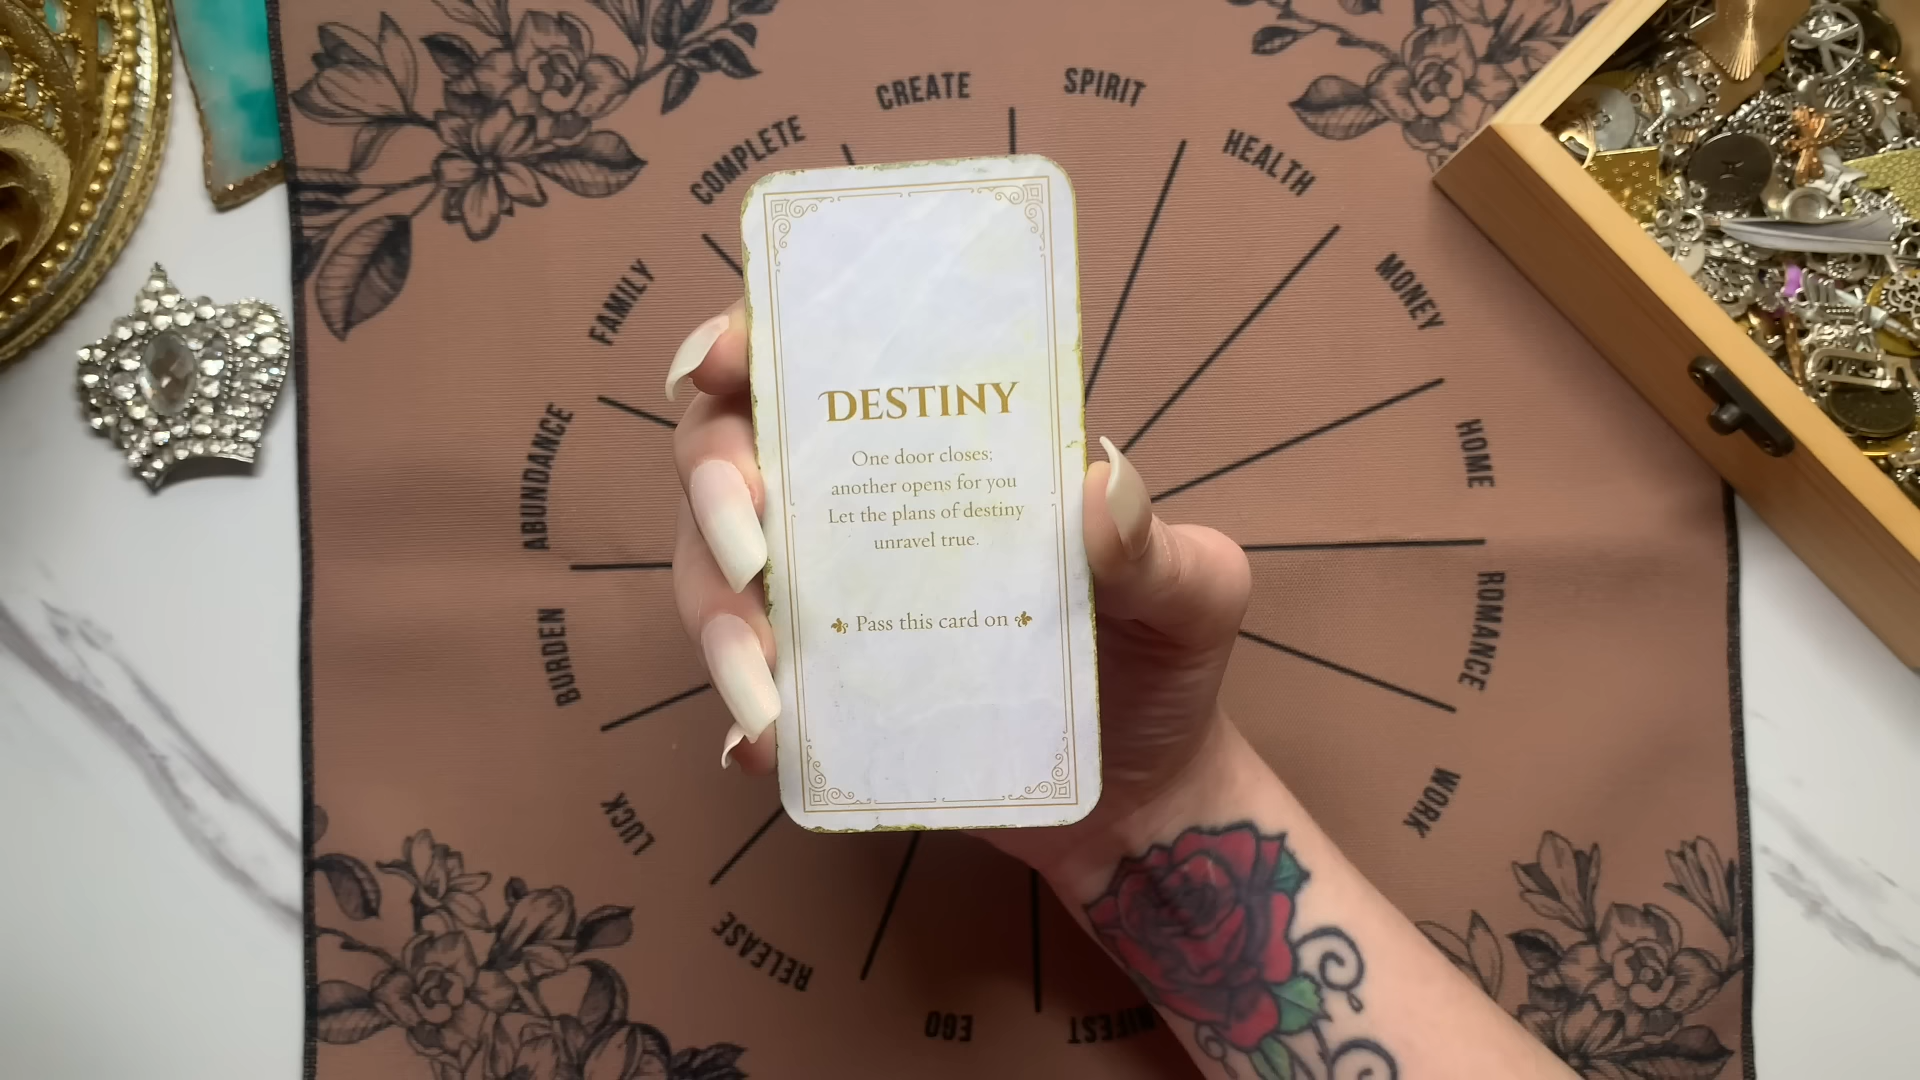 CREATE
SPIRIT
COMPLETE
HEALTH
FAMILY
MONEY
ABUNDANCE
HOME
BURDEN
ROMANCE
LUCK
WORK
RELEASE
EGO
DESTINY
One door closes;
another opens for you
Let the plans of destiny
unravel true.
Pass this card on